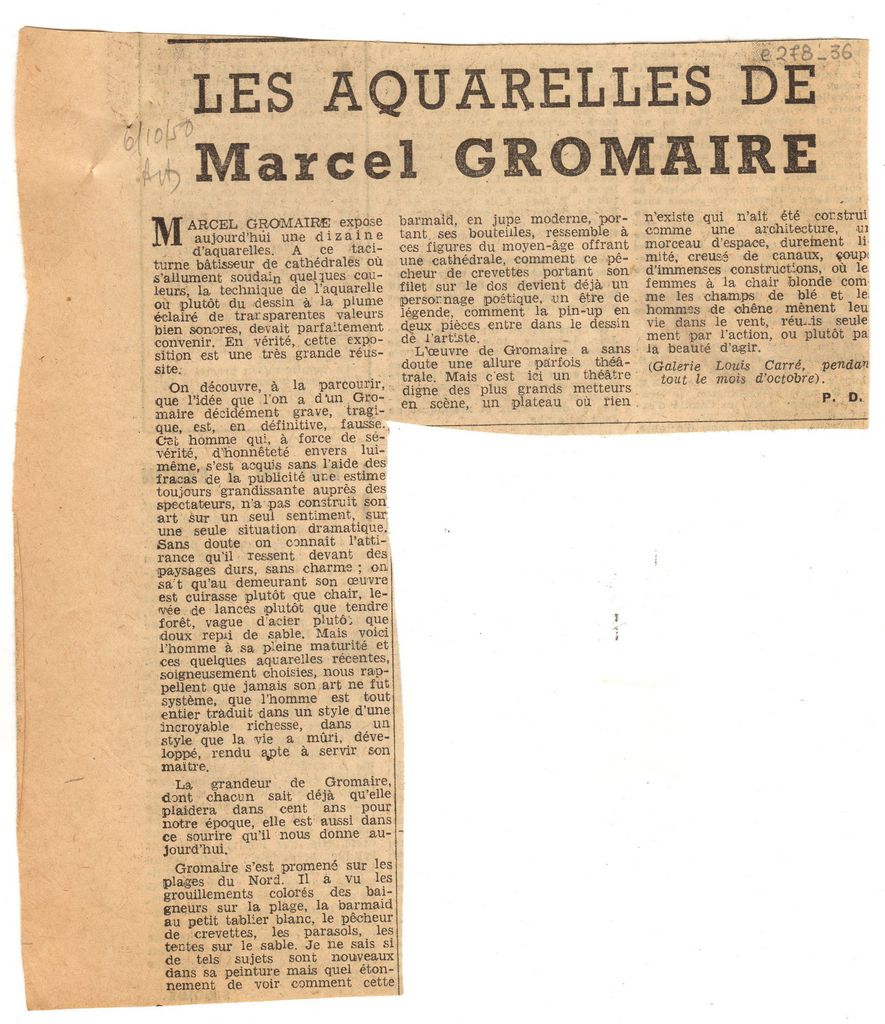 e278_36
LES AQUARELLES DE
Marcel GROMAIRE
6/10/50
Arts
MARCEL GROMAIRE expose
aujourd'hui une dizaine
d'aquarelles. A ce taci-
turne bâtisseur de cathédrales où
s'allument soudain quelques cou-
leurs, la technique de l'aquarelle
ou plutôt du dessin à la plume
éclairé de transparentes valeurs
bien sonores, devait parfaitement
convenir. En vérité, cette expo-
sition est une très grande réus-
site.
On découvre, à la parcourir,
que l'idée que l'on a d'un Gro-
maire décidément grave, tragi-
que, est, en définitive, fausse.
Cet homme qui, à force de sé-
vérité, d'honnêteté envers lui-
même, s'est acquis sans l'aide des
fracas de la publicité une estime
toujours grandissante auprès des
spectateurs, n'a pas construit son
art sur un seul sentiment, sur
une seule situation dramatique.
Sans doute on connaît l'atti-
rance qu'il ressent devant des
paysages durs, sans charme ; on
sait qu'au demeurant son œuvre
est cuirasse plutôt que chair, le-
vée de lances plutôt que tendre
forêt, vague d'acier plutôt que
doux repli de sable. Mais voici
l'homme à sa pleine maturité et
ces quelques aquarelles récentes,
soigneusement choisies, nous rap-
pellent que jamais son art ne fut
système, que l'homme est tout
entier traduit dans un style d'une
incroyable richesse, dans un
style que la vie a mûri, déve-
loppé, rendu apte à servir son
maître.
La grandeur de Gromaire,
dont chacun sait déjà qu'elle
plaidera dans cent ans pour
notre époque, elle est aussi dans
ce sourire qu'il nous donne au-
jourd'hui.
Gromaire s'est promené sur les
plages du Nord. Il a vu les
grouillements colorés des bai-
gneurs sur la plage, la barmaid
au petit tablier blanc, le pêcheur
de crevettes, les parasols, les
tentes sur le sable. Je ne sais si
de tels sujets sont nouveaux
dans sa peinture mais quel éton-
nement de voir comment cette
barmaid, en jupe moderne, por-
tant ses bouteilles, ressemble à
ces figures du moyen-âge offrant
une cathédrale, comment ce pê-
cheur de crevettes portant son
filet sur le dos devient déjà un
personnage poétique, un être de
légende, comment la pin-up en
deux pièces entre dans le dessin
de l'artiste.
L'œuvre de Gromaire a sans
doute une allure parfois théâ-
trale. Mais c'est ici un théâtre
digne des plus grands metteurs
en scène, un plateau où rien
n'existe qui n'ait été construi
comme une architecture, u
morceau d'espace, durement li
mité, creusé de canaux, coup
d'immenses constructions, où le
femmes à la chair blonde com
me les champs de blé et le
hommes de chêne mènent leu
vie dans le vent, réunis seule
ment par l'action, ou plutôt pa
la beauté d'agir.
(Galerie Louis Carré, pendan
tout le mois d'octobre).
P. D.